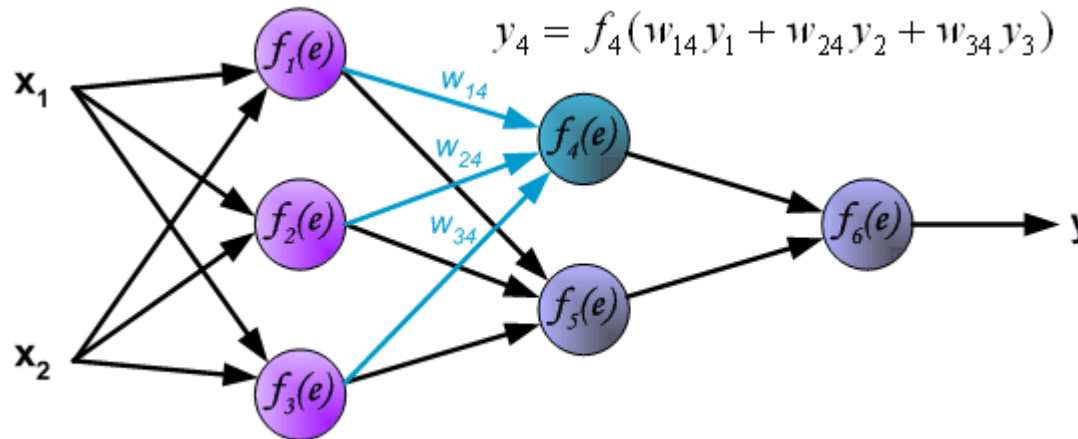 y₄ = f₄(w₁₄y₁ + w₂₄y₂ + w₃₄y₃)
f₁(e)
x₁
w₁₄
f₄(e)
w₂₄
f₂(e)
f₆(e)
y
w₃₄
f₅(e)
x₂
f₃(e)